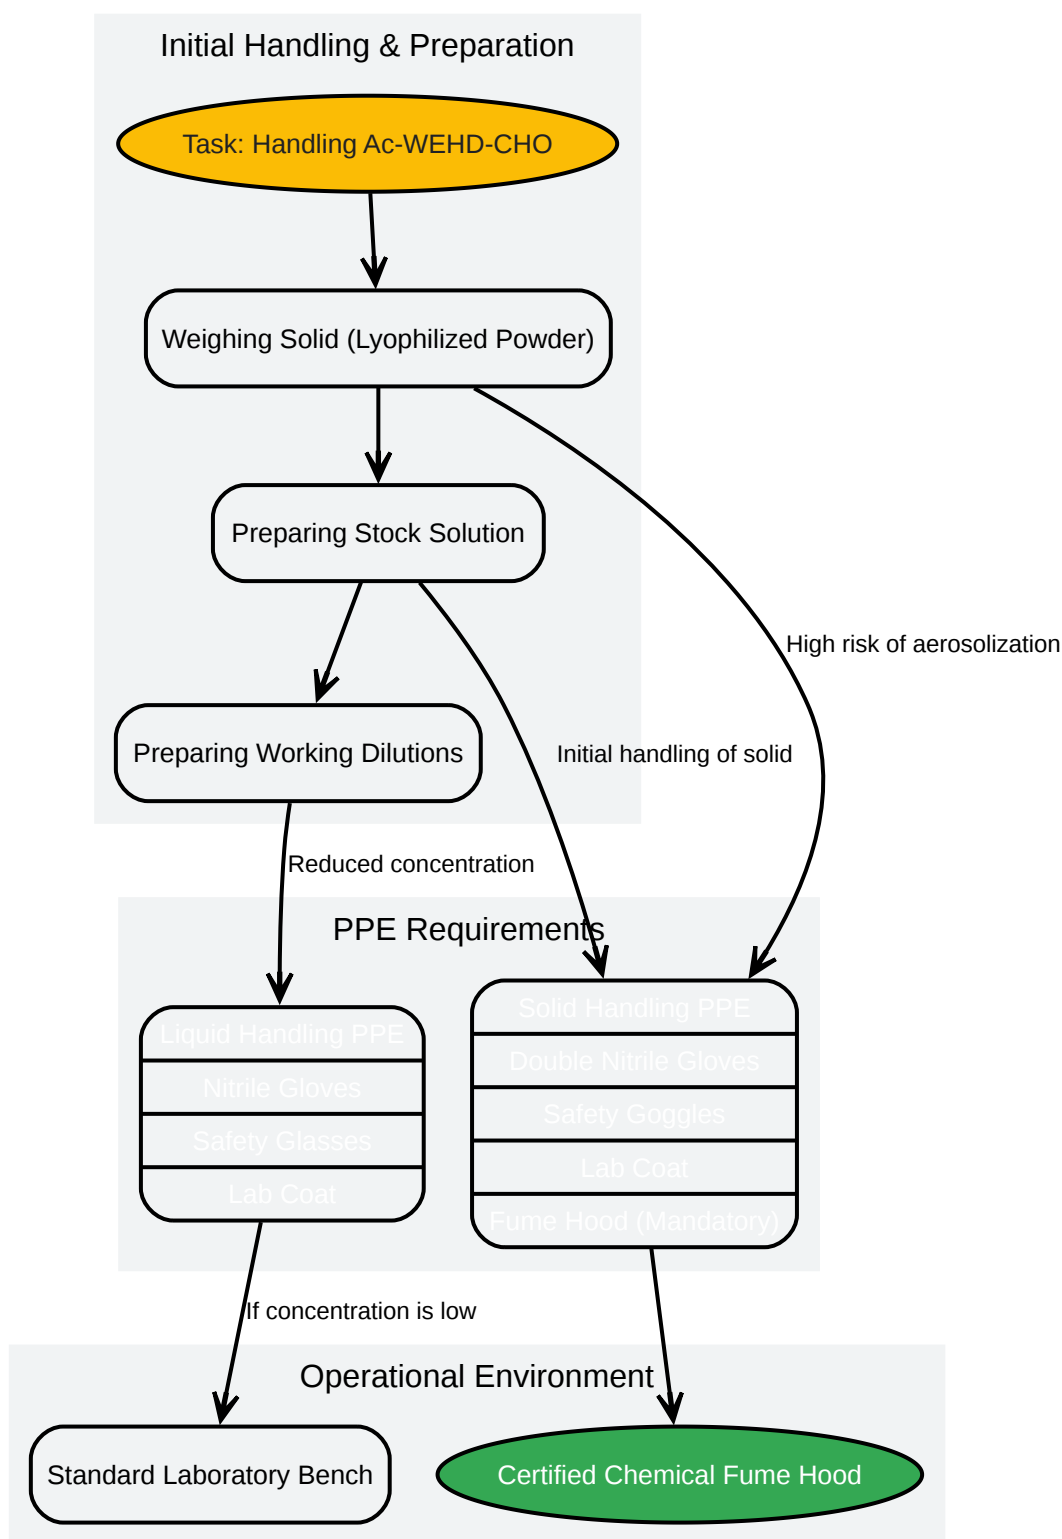 Initial Handling & Preparation
Task: Handling Ac-WEHD-CHO
Weighing Solid (Lyophilized Powder)
Preparing Stock Solution
High risk of aerosolization
Initial handling of solid
Preparing Working Dilutions
Reduced concentration
PPE Requirements
Liquid Handling PPE
Nitrile Gloves
Safety Glasses
Lab Coat
Solid Handling PPE
Double Nitrile Gloves
Safety Goggles
Lab Coat
Fume Hood (Mandatory)
If concentration is low
Operational Environment
Standard Laboratory Bench
Certified Chemical Fume Hood